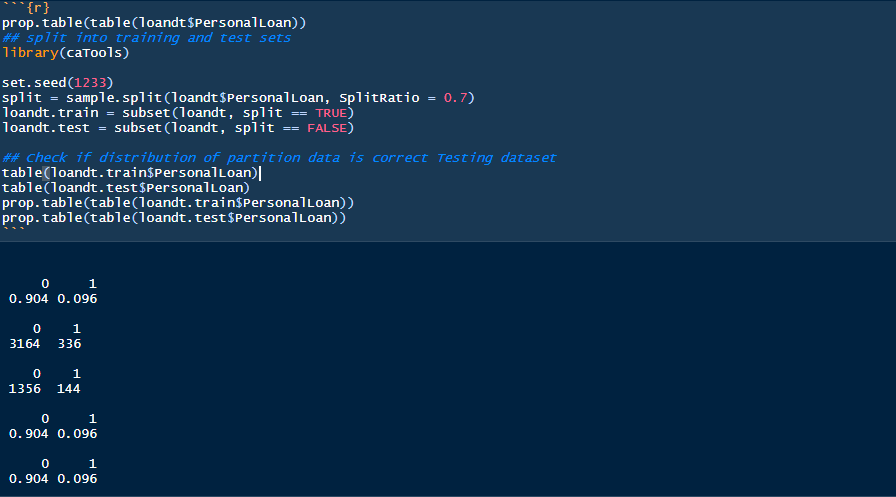 ```{r}
prop.table(table(loandt$PersonalLoan))
## split into training and test sets
library(caTools)
set.seed(1233)
split = sample.split(loandt$PersonalLoan, SplitRatio = 0.7)
loandt.train = subset(loandt, split == TRUE)
loandt.test = subset(loandt, split == FALSE)
## Check if distribution of partition data is correct Testing dataset
table(loandt.train$PersonalLoan)
table(loandt.test$PersonalLoan)
prop.table(table(loandt.train$PersonalLoan))
prop.table(table(loandt.test$PersonalLoan))
```
0 1
0.904 0.096
0 1
3164 336
0 1
1356 144
0 1
0.904 0.096
0 1
0.904 0.096